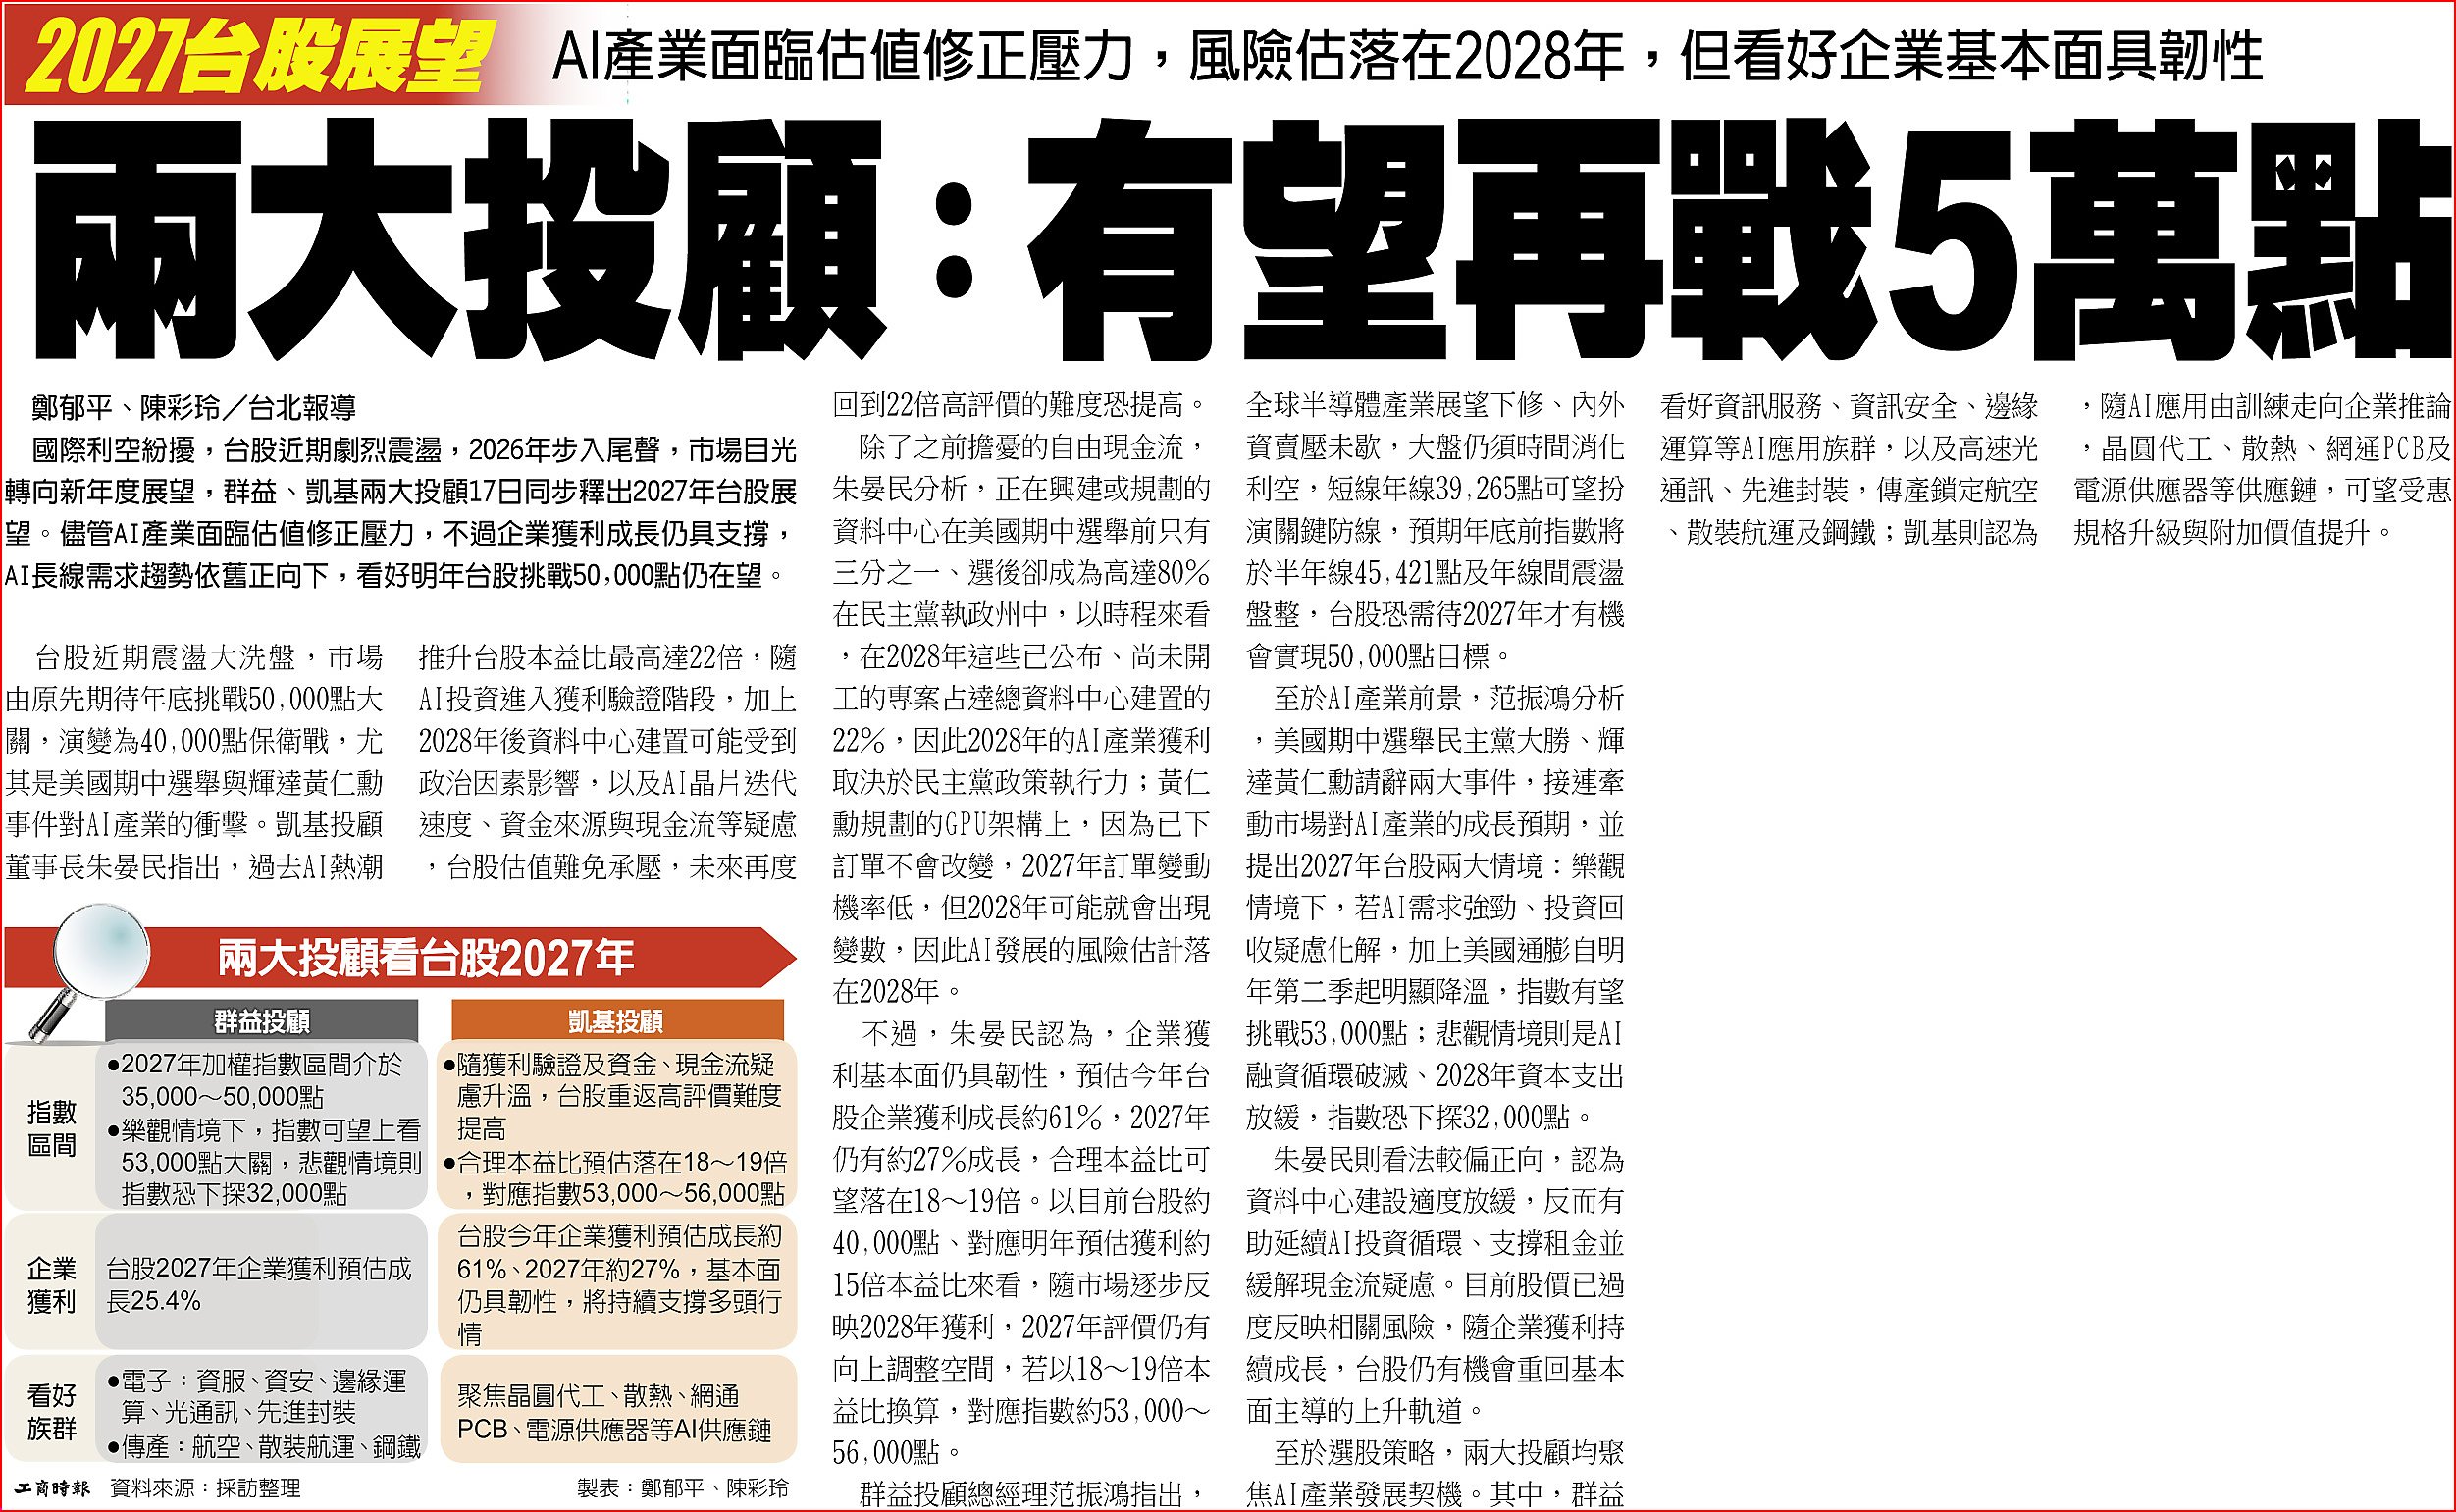 2027台股展望
AI產業面臨估值修正壓力，風險估落在2028年，但看好企業基本面具韌性
兩大投顧：有望再戰5萬點
鄭郁平、陳彩玲／台北報導
國際利空紛擾，台股近期劇烈震盪，2026年步入尾聲，市場目光
轉向新年度展望，群益、凱基兩大投顧17日同步釋出2027年台股展
望。儘管AI產業面臨估值修正壓力，不過企業獲利成長仍具支撐，
AI長線需求趨勢依舊正向下，看好明年台股挑戰50,000點仍在望。
台股近期震盪大洗盤，市場
由原先期待年底挑戰50,000點大
關，演變為40,000點保衛戰，尤
其是美國期中選舉與輝達黃仁勳
事件對AI產業的衝擊。凱基投顧
董事長朱晏民指出，過去AI熱潮
推升台股本益比最高達22倍，隨
AI投資進入獲利驗證階段，加上
2028年後資料中心建置可能受到
政治因素影響，以及AI晶片迭代
速度、資金來源與現金流等疑慮
，台股估值難免承壓，未來再度
回到22倍高評價的難度恐提高。
除了之前擔憂的自由現金流，
朱晏民分析，正在興建或規劃的
資料中心在美國期中選舉前只有
三分之一、選後卻成為高達80%
在民主黨執政州中，以時程來看
，在2028年這些已公布、尚未開
工的專案占達總資料中心建置的
22%，因此2028年的AI產業獲利
取決於民主黨政策執行力；黃仁
勳規劃的GPU架構上，因為已下
訂單不會改變，2027年訂單變動
機率低，但2028年可能就會出現
變數，因此AI發展的風險估計落
在2028年。
不過，朱晏民認為，企業獲
利基本面仍具韌性，預估今年台
股企業獲利成長約61%，2027年
仍有約27%成長，合理本益比可
望落在18～19倍。以目前台股約
40,000點、對應明年預估獲利約
15倍本益比來看，隨市場逐步反
映2028年獲利，2027年評價仍有
向上調整空間，若以18～19倍本
益比換算，對應指數約53,000～
56,000點。
群益投顧總經理范振鴻指出，
全球半導體產業展望下修、內外
資賣壓未歇，大盤仍須時間消化
利空，短線年線39,265點可望扮
演關鍵防線，預期年底前指數將
於半年線45,421點及年線間震盪
盤整，台股恐需待2027年才有機
會實現50,000點目標。
至於AI產業前景，范振鴻分析
，美國期中選舉民主黨大勝、輝
達黃仁勳請辭兩大事件，接連牽
動市場對AI產業的成長預期，並
提出2027年台股兩大情境：樂觀
情境下，若AI需求強勁、投資回
收疑慮化解，加上美國通膨自明
年第二季起明顯降溫，指數有望
挑戰53,000點；悲觀情境則是AI
融資循環破滅、2028年資本支出
放緩，指數恐下探32,000點。
朱晏民則看法較偏正向，認為
資料中心建設適度放緩，反而有
助延續AI投資循環、支撐租金並
緩解現金流疑慮。目前股價已過
度反映相關風險，隨企業獲利持
續成長，台股仍有機會重回基本
面主導的上升軌道。
至於選股策略，兩大投顧均聚
焦AI產業發展契機。其中，群益
看好資訊服務、資訊安全、邊緣
運算等AI應用族群，以及高速光
通訊、先進封裝，傳產鎖定航空
、散裝航運及鋼鐵；凱基則認為
，隨AI應用由訓練走向企業推論
，晶圓代工、散熱、網通PCB及
電源供應器等供應鏈，可望受惠
規格升級與附加價值提升。
兩大投顧看台股2027年
群益投顧
凱基投顧
指數
區間
●2027年加權指數區間介於
35,000～50,000點
●樂觀情境下，指數可望上看
53,000點大關，悲觀情境則
指數恐下探32,000點
●隨獲利驗證及資金、現金流疑
慮升溫，台股重返高評價難度
提高
●合理本益比預估落在18～19倍
，對應指數53,000～56,000點
企業
獲利
台股2027年企業獲利預估成
長25.4%
台股今年企業獲利預估成長約
61%、2027年約27%，基本面
仍具韌性，將持續支撐多頭行
情
看好
族群
●電子：資服、資安、邊緣運
算、光通訊、先進封裝
●傳產：航空、散裝航運、鋼鐵
聚焦晶圓代工、散熱、網通
PCB、電源供應器等AI供應鏈
工商時報　資料來源：採訪整理
製表：鄭郁平、陳彩玲